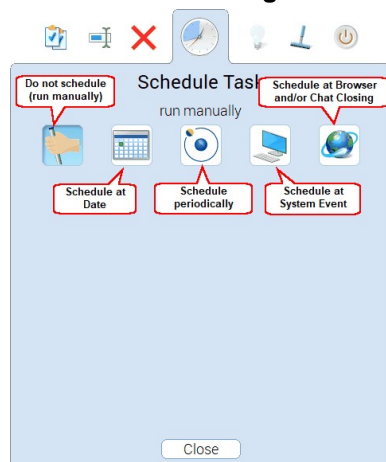 Do not schedule
(run manually)
Schedule Task
Schedule at Browser
and/or Chat Closing
run manually
Schedule at
Date
Schedule
periodically
Schedule at
System Event
Close